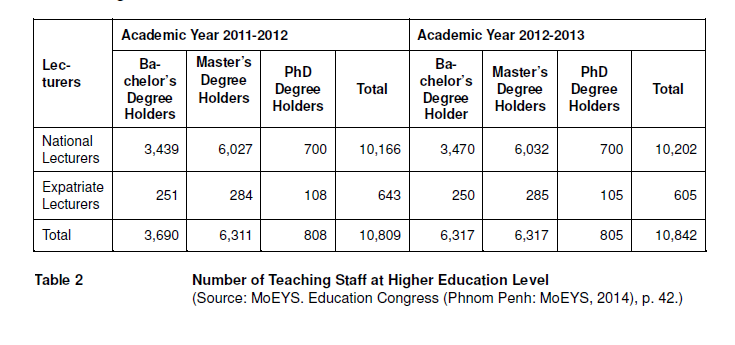 Academic Year 2011-2012 Academic Year 2012-2013
Lec-
turers
Ba-
chelor's
Degree
Holders
Master's
Degree
Holders
PhD
Degree
Holders
Total
Ba-
chelor's
Degree
Holder
Master's
Degree
Holders
PhD
Degree
Holders
Total
National
Lecturers
3,439 6,027 700 10,166 3,470 6,032 700 10,202
Expatriate
Lecturers
251 284 108 643 250 285 105 605
Total 3,690 6,311 808 10,809 6,317 6,317 805 10,842
Table 2 Number of Teaching Staff at Higher Education Level
(Source: MoEYS. Education Congress (Phnom Penh: MoEYS, 2014), p. 42.)